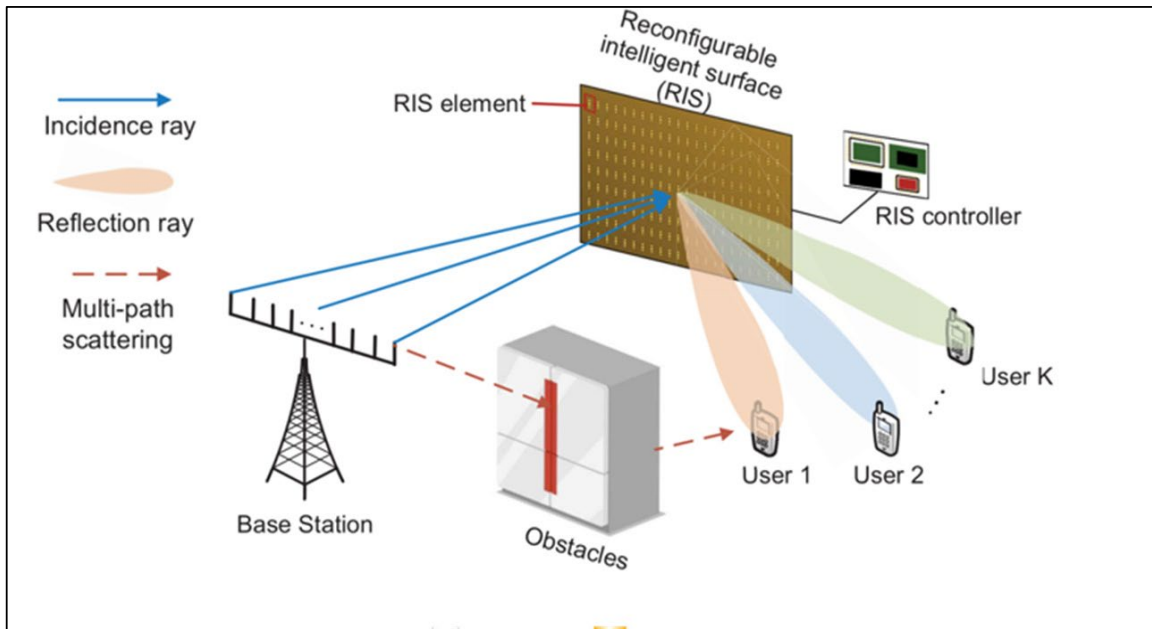 Reconfigurable
intelligent surface
(RIS)
RIS element
Incidence ray
Reflection ray
Multi-path
scattering
RIS controller
Base Station
Obstacles
User 1
User 2
User K